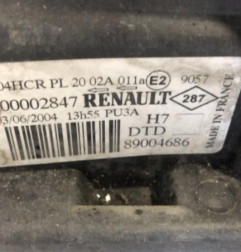 04HCR PL 20 02A 011a E2 9057
00002847 RENAULT 287
3/06/2004 13h55 PU3A H7
DTD
89004686
MADE IN FRANCE